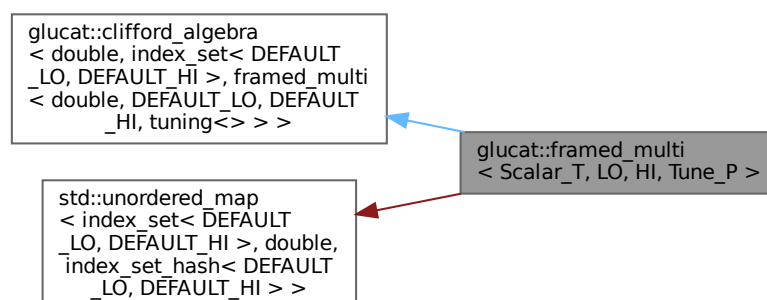 glucat::clifford_algebra
< double, index_set< DEFAULT
_LO, DEFAULT_HI >, framed_multi
< double, DEFAULT_LO, DEFAULT
_HI, tuning<> > >
glucat::framed_multi
< Scalar_T, LO, HI, Tune_P >
std::unordered_map
< index_set< DEFAULT
_LO, DEFAULT_HI >, double,
index_set_hash< DEFAULT
_LO, DEFAULT_HI > >